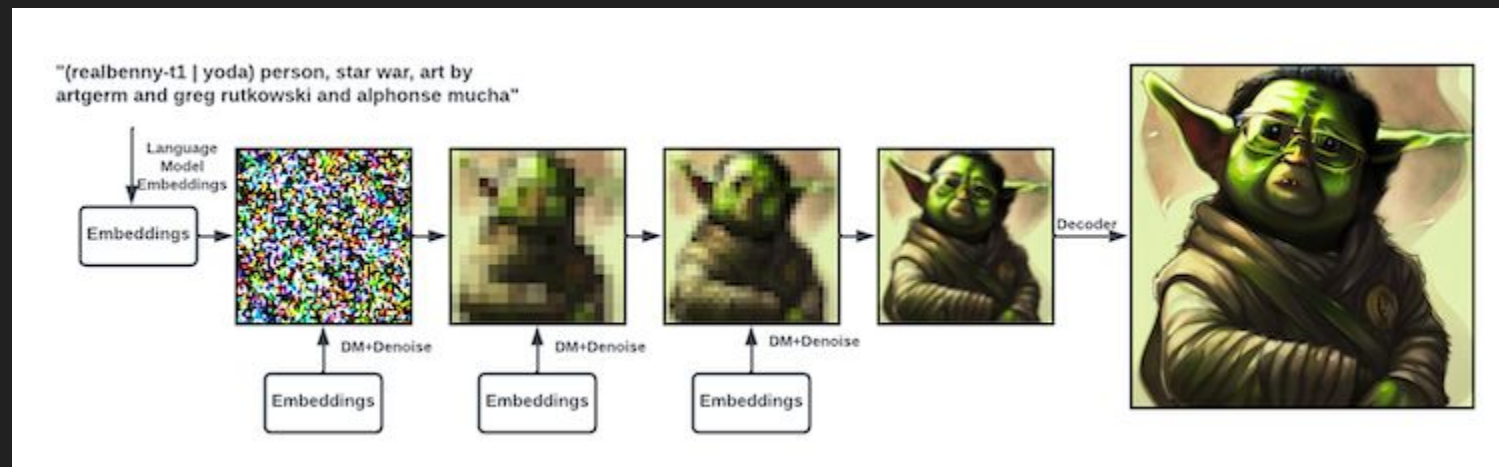 "(realbenny-t1 | yoda) person, star war, art by
artgerm and greg rutkowski and alphonse mucha"
Language
Model
Embeddings
Embeddings
Decoder
DM+Denoise
DM+Denoise
DM+Denoise
Embeddings
Embeddings
Embeddings